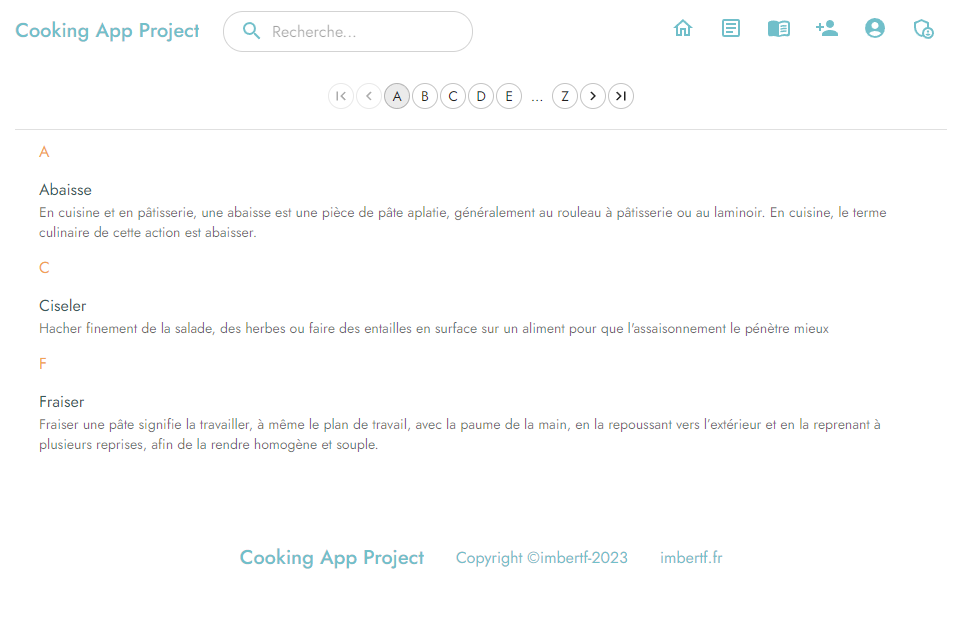 Cooking App Project Recherche...
A B C D E ... Z
A
Abaisse
En cuisine et en pâtisserie, une abaisse est une pièce de pâte aplatie, généralement au rouleau à pâtisserie ou au laminoir. En cuisine, le terme
culinaire de cette action est abaisser.
C
Ciseler
Hacher finement de la salade, des herbes ou faire des entailles en surface sur un aliment pour que l'assaisonnement le pénètre mieux
F
Fraiser
Fraiser une pâte signifie la travailler, à même le plan de travail, avec la paume de la main, en la repoussant vers l’extérieur et en la reprenant à
plusieurs reprises, afin de la rendre homogène et souple.
Cooking App Project Copyright ©imbertf-2023 imbertf.fr